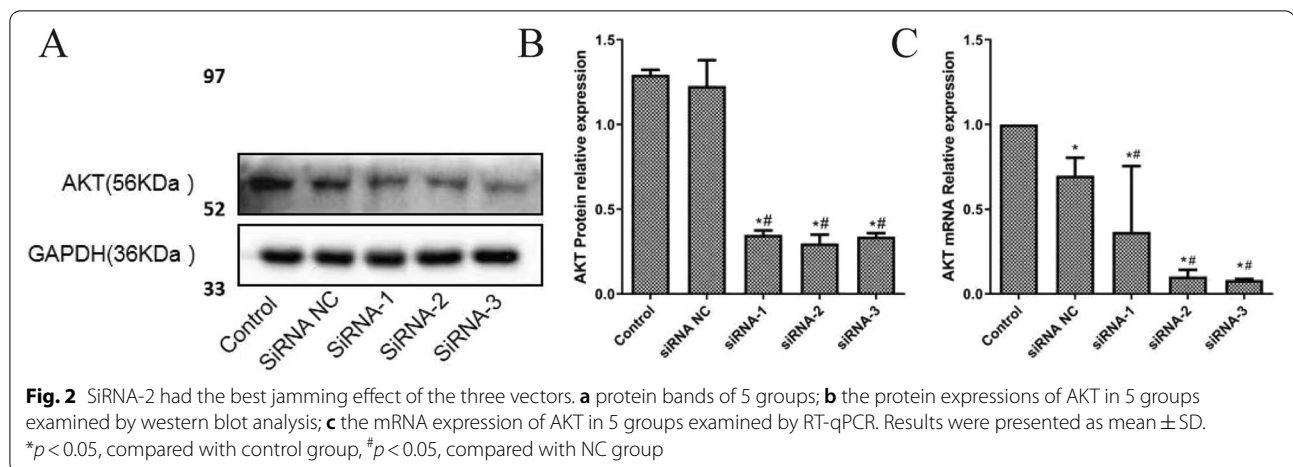 A
97
AKT(56KDa )
52
GAPDH(36KDa )
33
Control
SiRNA NC
SiRNA-1
SiRNA-2
SiRNA-3
B
AKT Protein relative expression
1.5
1.0
0.5
0.0
*#
*#
*#
Control
siRNA NC
siRNA-1
siRNA-2
siRNA-3
C
AKT mRNA Relative expression
1.5
1.0
0.5
0.0
*
*#
*#
*#
Control
siRNA NC
siRNA-1
siRNA-2
siRNA-3
Fig. 2 SiRNA-2 had the best jamming effect of the three vectors. a protein bands of 5 groups; b the protein expressions of AKT in 5 groups
examined by western blot analysis; c the mRNA expression of AKT in 5 groups examined by RT-qPCR. Results were presented as mean ± SD.
*p < 0.05, compared with control group, #p < 0.05, compared with NC group